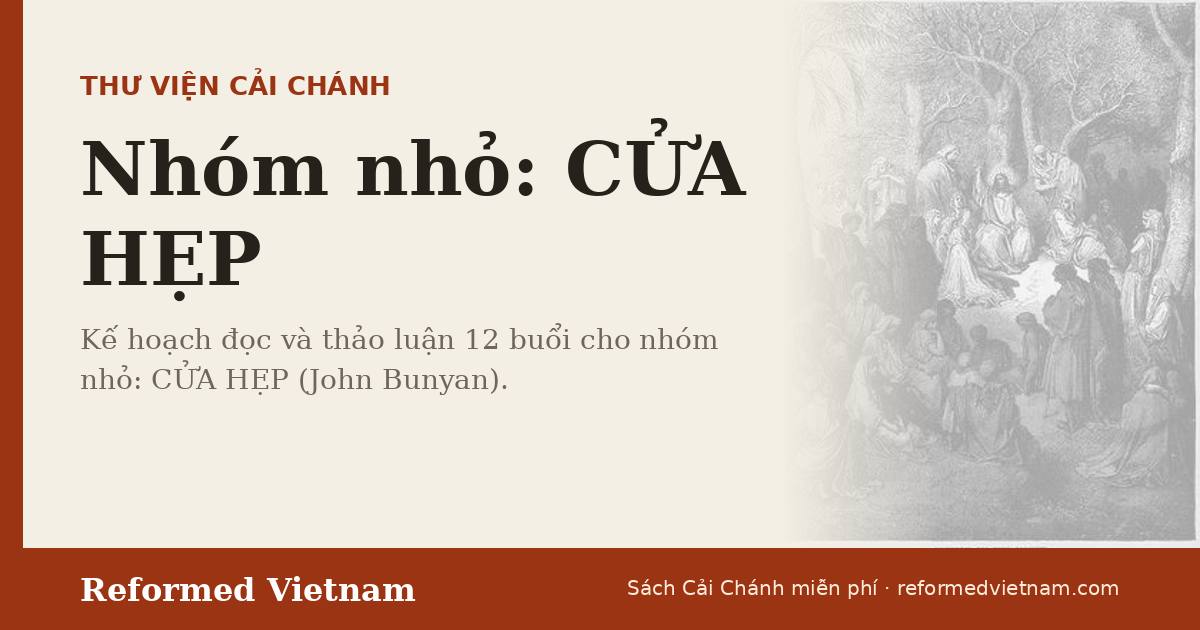 THƯ VIỆN CẢI CHÁNH
Nhóm nhỏ: CỬA
HẸP
Kế hoạch đọc và thảo luận 12 buổi cho nhóm
nhỏ: CỬA HẸP (John Bunyan).
Reformed Vietnam
Sách Cải Chánh miễn phí · reformedvietnam.com